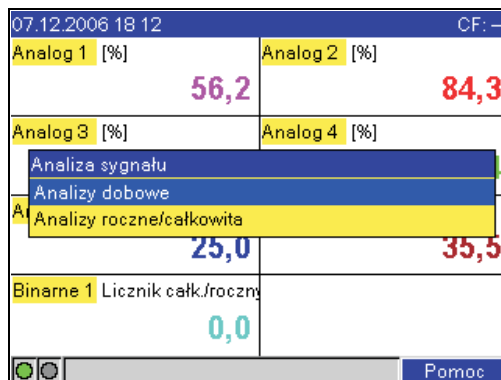 07.12.2006 18 12 CF: –
Analog 1 [%] Analog 2 [%]
56,2 84,3
Analog 3 [%] Analog 4 [%]
Analiza sygnału
Analizy dobowe
Analizy roczne/całkowita
25,0 35,5
Binarne 1 Licznik całk./roczny
0,0
Pomoc